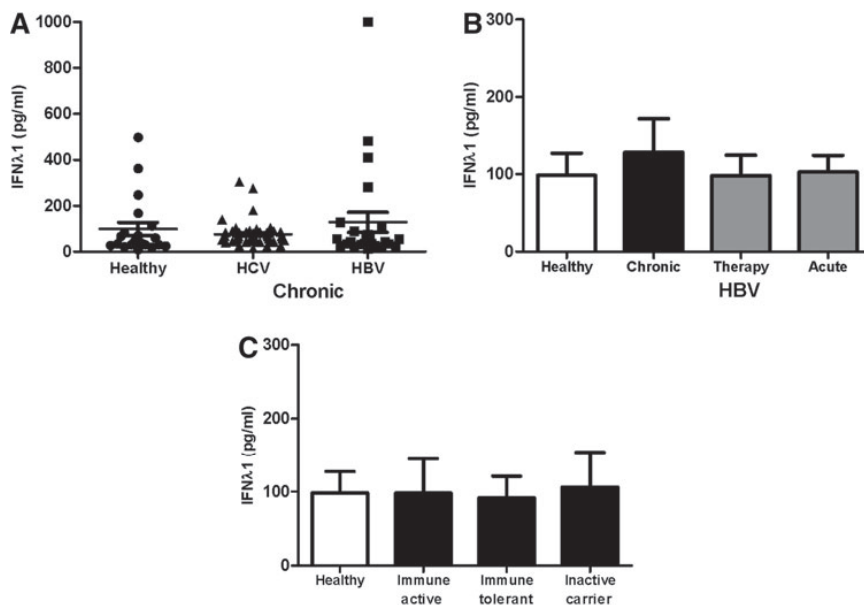 A
IFNλ1 (pg/ml)
1000
800
600
400
200
0
Healthy
HCV
HBV
Chronic
B
IFNλ1 (pg/ml)
300
200
100
0
Healthy
Chronic
Therapy
Acute
HBV
C
IFNλ1 (pg/ml)
300
200
100
0
Healthy
Immune
active
Immune
tolerant
Inactive
carrier